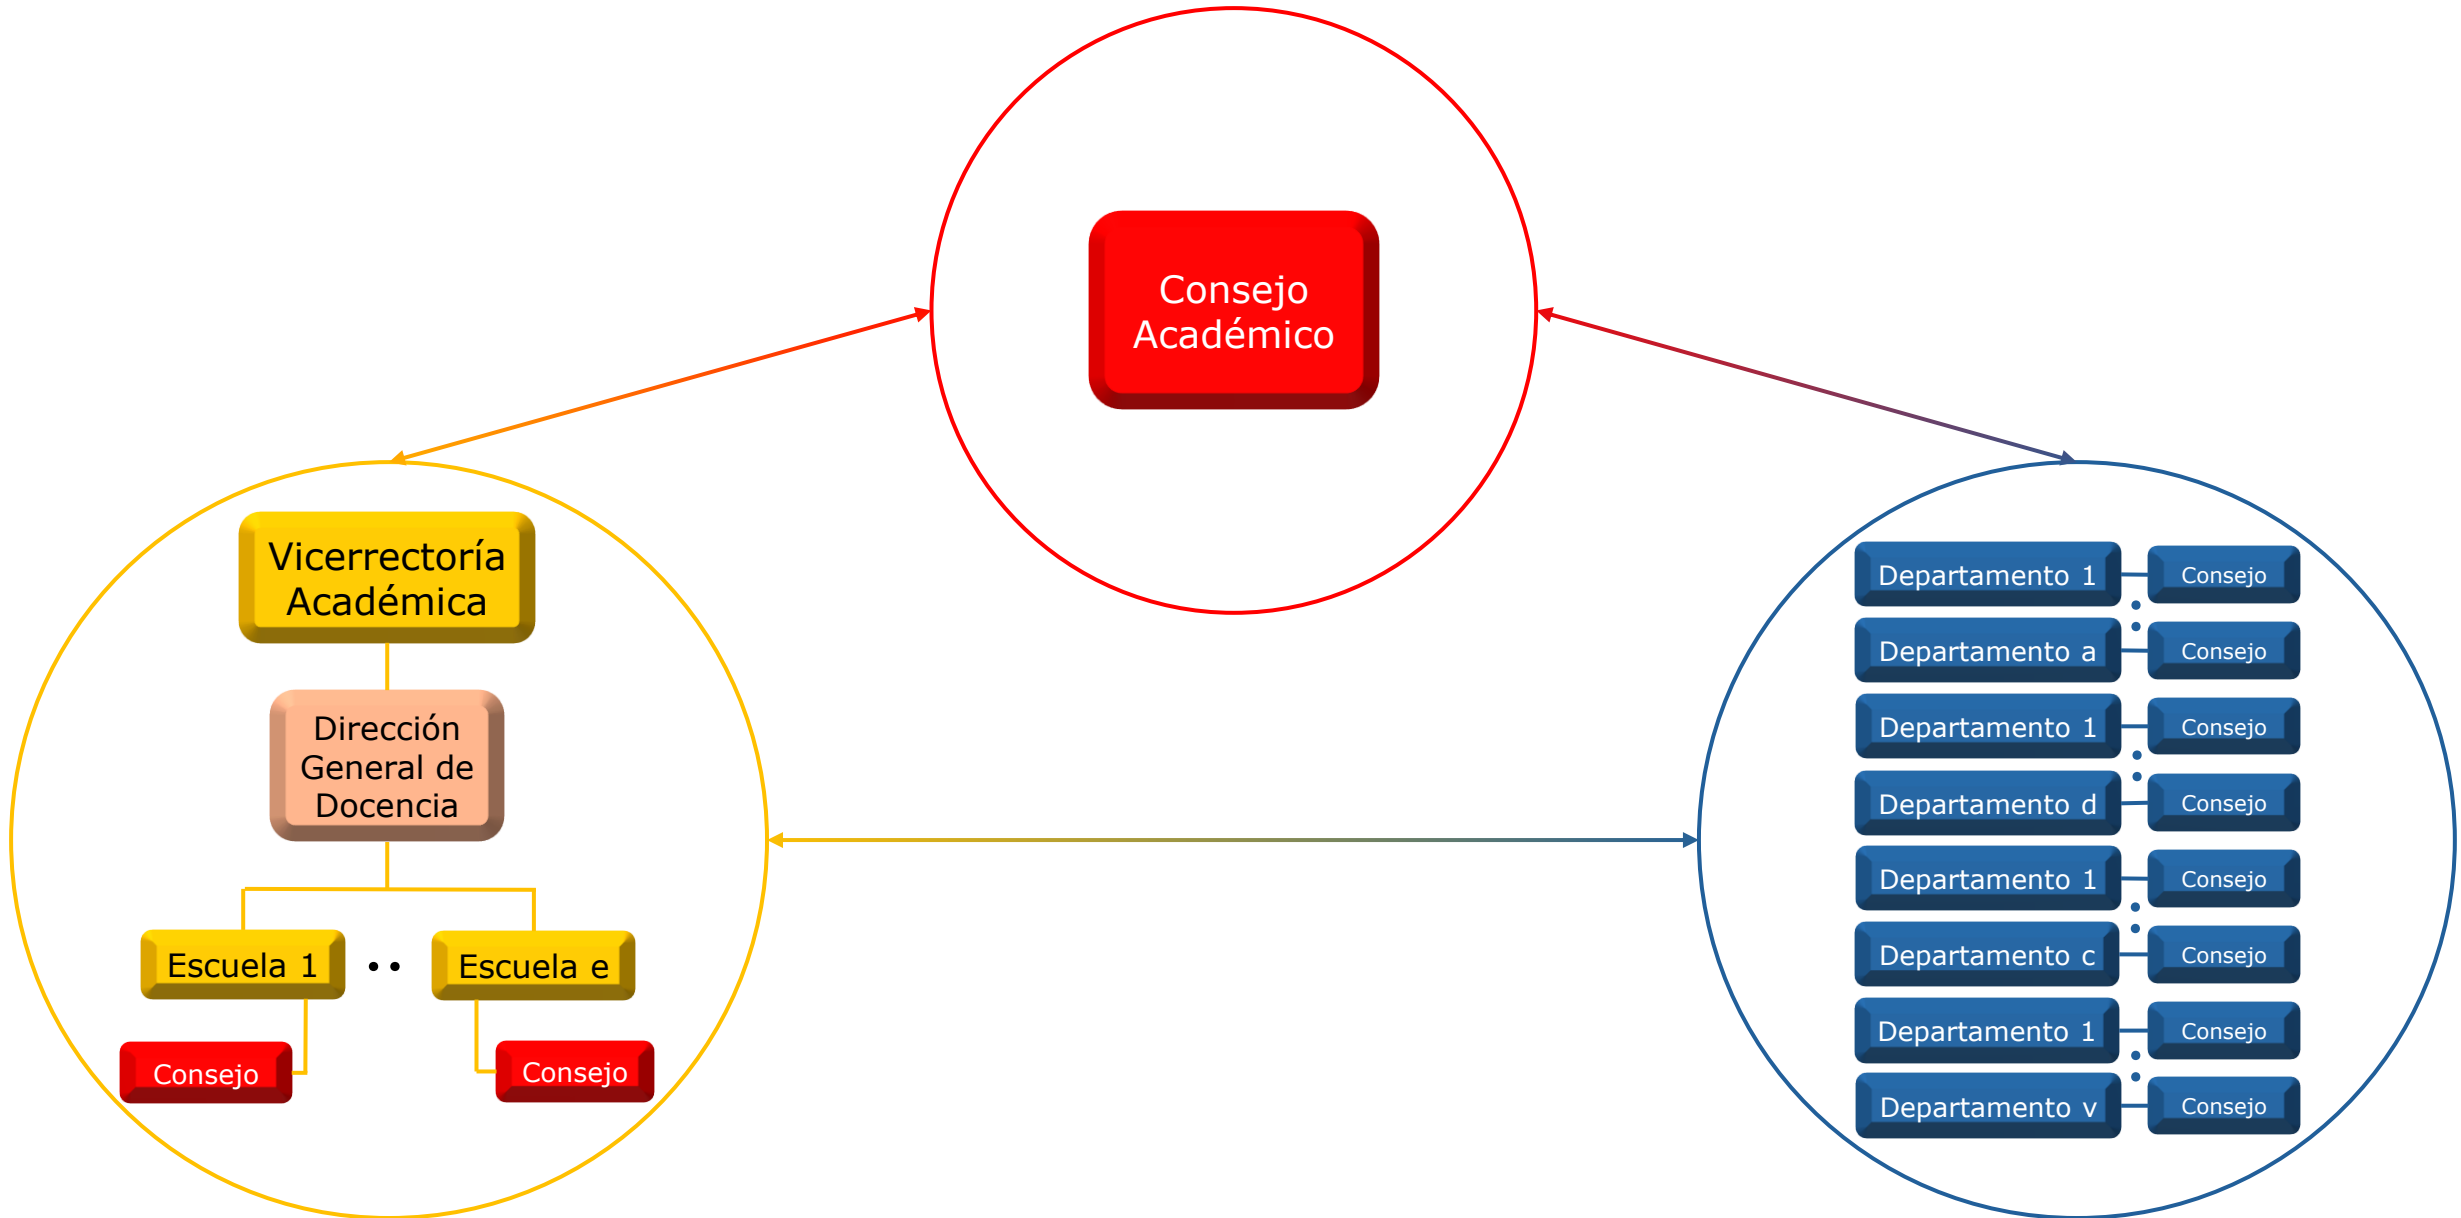 Consejo
Académico
Vicerrectoría
Académica
Dirección
General de
Docencia
Escuela 1
Escuela e
Consejo
Consejo
Departamento 1
Consejo
Departamento a
Consejo
Departamento 1
Consejo
Departamento d
Consejo
Departamento 1
Consejo
Departamento c
Consejo
Departamento 1
Consejo
Departamento v
Consejo